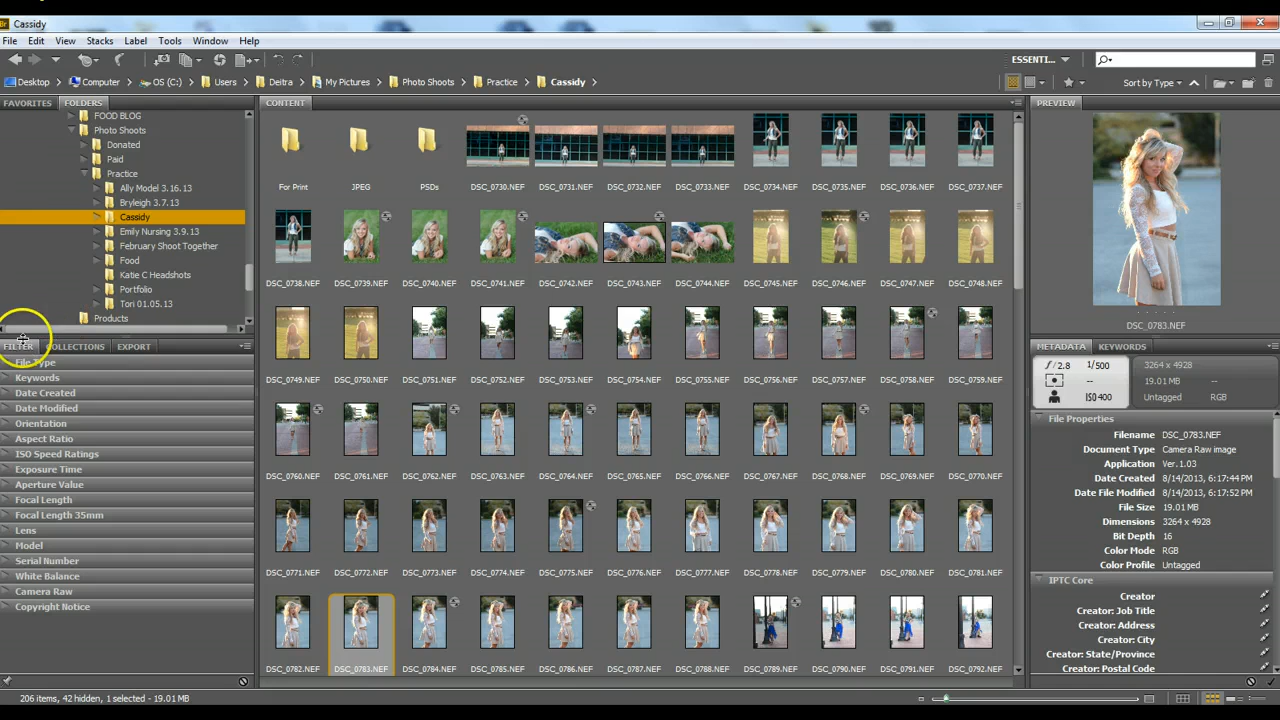 Br Cassidy
File Edit View Stacks Label Tools Window Help
ESSENTI...
Desktop Computer OS (C:) Users Deitra My Pictures Photo Shoots Practice Cassidy
Sort by Type
FAVORITES FOLDERS
FOOD BLOG
Photo Shoots
Donated
Paid
Practice
Ally Model 3.16.13
Bryleigh 3.7.13
Cassidy
Emily Nursing 3.9.13
February Shoot Together
Food
Katie C Headshots
Portfolio
Tori 01.05.13
Products
FILTER COLLECTIONS EXPORT
File Type
Keywords
Date Created
Date Modified
Orientation
Aspect Ratio
ISO Speed Ratings
Exposure Time
Aperture Value
Focal Length
Focal Length 35mm
Lens
Model
Serial Number
White Balance
Camera Raw
Copyright Notice
CONTENT
For Print JPEG PSDs DSC_0730.NEF DSC_0731.NEF DSC_0732.NEF DSC_0733.NEF DSC_0734.NEF DSC_0735.NEF DSC_0736.NEF DSC_0737.NEF
DSC_0738.NEF DSC_0739.NEF DSC_0740.NEF DSC_0741.NEF DSC_0742.NEF DSC_0743.NEF DSC_0744.NEF DSC_0745.NEF DSC_0746.NEF DSC_0747.NEF DSC_0748.NEF
DSC_0749.NEF DSC_0750.NEF DSC_0751.NEF DSC_0752.NEF DSC_0753.NEF DSC_0754.NEF DSC_0755.NEF DSC_0756.NEF DSC_0757.NEF DSC_0758.NEF DSC_0759.NEF
DSC_0760.NEF DSC_0761.NEF DSC_0762.NEF DSC_0763.NEF DSC_0764.NEF DSC_0765.NEF DSC_0766.NEF DSC_0767.NEF DSC_0768.NEF DSC_0769.NEF DSC_0770.NEF
DSC_0771.NEF DSC_0772.NEF DSC_0773.NEF DSC_0774.NEF DSC_0775.NEF DSC_0776.NEF DSC_0777.NEF DSC_0778.NEF DSC_0779.NEF DSC_0780.NEF DSC_0781.NEF
DSC_0782.NEF DSC_0783.NEF DSC_0784.NEF DSC_0785.NEF DSC_0786.NEF DSC_0787.NEF DSC_0788.NEF DSC_0789.NEF DSC_0790.NEF DSC_0791.NEF DSC_0792.NEF
PREVIEW
DSC_0783.NEF
METADATA KEYWORDS
f/2.8 1/500 3264 x 4928
-- 19.01 MB --
ISO400 Untagged RGB
File Properties
Filename DSC_0783.NEF
Document Type Camera Raw image
Application Ver.1.03
Date Created 8/14/2013, 6:17:44 PM
Date File Modified 8/14/2013, 6:17:52 PM
File Size 19.01 MB
Dimensions 3264 x 4928
Bit Depth 16
Color Mode RGB
Color Profile Untagged
IPTC Core
Creator
Creator: Job Title
Creator: Address
Creator: City
Creator: State/Province
Creator: Postal Code
206 items, 42 hidden, 1 selected - 19.01 MB